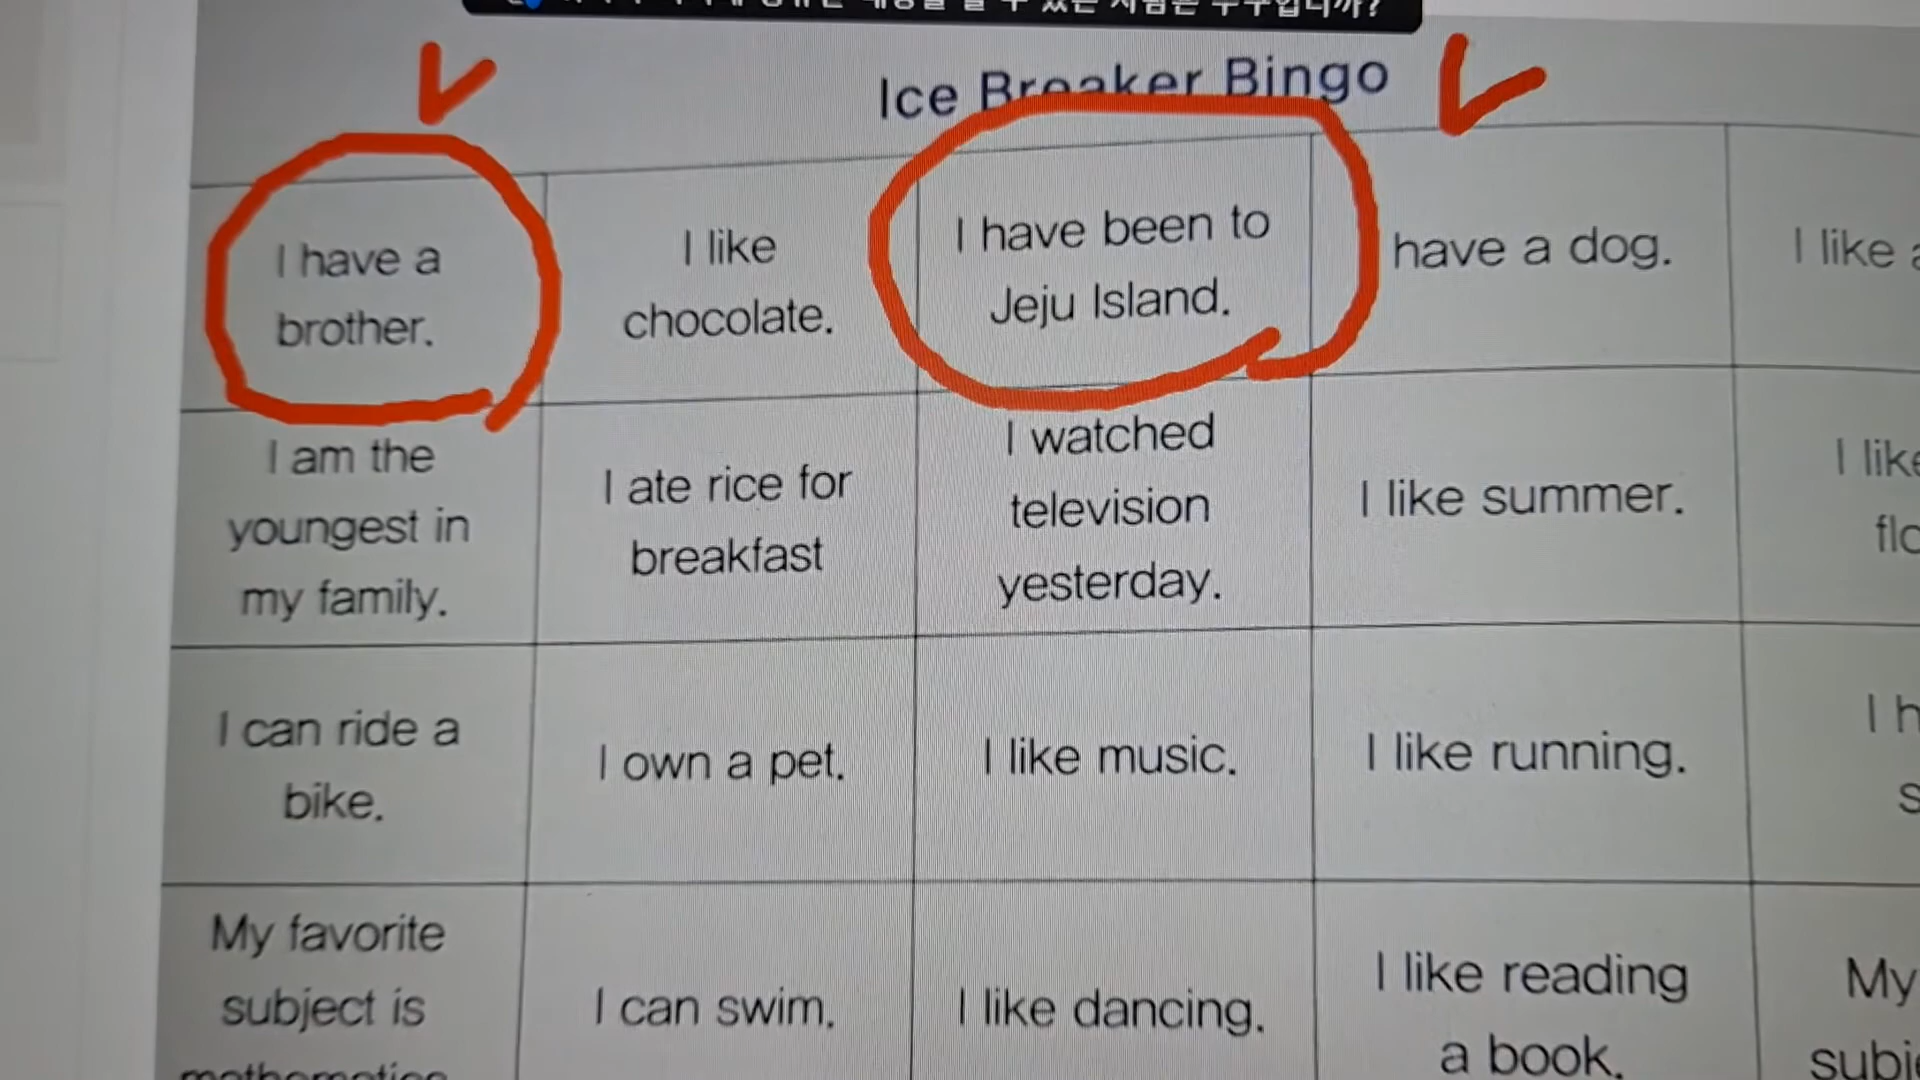 Ice Breaker Bingo
I have a
brother.
I like
chocolate.
I have been to
Jeju Island.
have a dog.
I like
I am the
youngest in
my family.
I ate rice for
breakfast
I watched
television
yesterday.
I like summer.
I like
I can ride a
bike.
I own a pet.
I like music.
I like running.
I
My favorite
subject is
mathematics
I can swim.
I like dancing.
I like reading
a book.
My